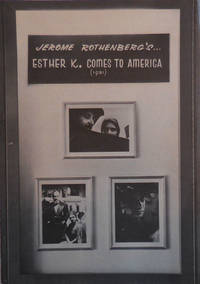 JEROME ROTHENBERG'S...
ESTHER K. COMES TO AMERICA
(1931)